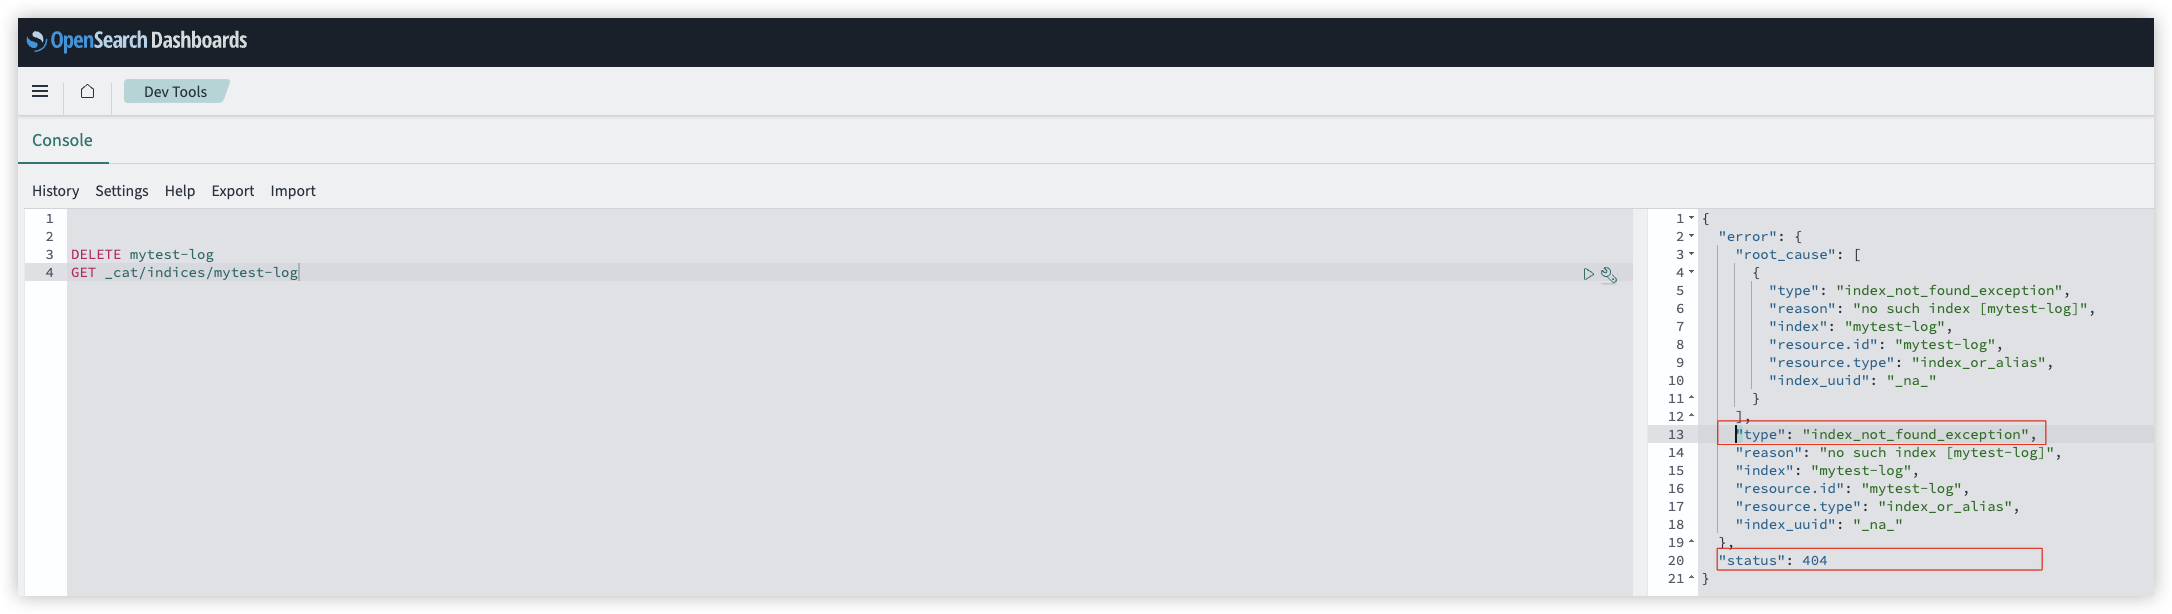 OpenSearch Dashboards
Dev Tools
Console
History Settings Help Export Import
1
2
3 DELETE mytest-log
4 GET _cat/indices/mytest-log
1 {
2 "error": {
3 "root_cause": [
4 {
5 "type": "index_not_found_exception",
6 "reason": "no such index [mytest-log]",
7 "index": "mytest-log",
8 "resource.id": "mytest-log",
9 "resource.type": "index_or_alias",
10 "index_uuid": "_na_"
11 }
12 ],
13 "type": "index_not_found_exception",
14 "reason": "no such index [mytest-log]",
15 "index": "mytest-log",
16 "resource.id": "mytest-log",
17 "resource.type": "index_or_alias",
18 "index_uuid": "_na_"
19 },
20 "status": 404
21 }